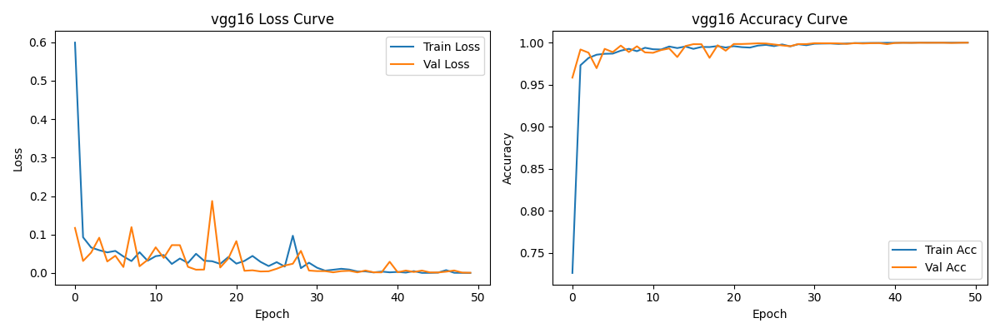 vgg16 Loss Curve
0.6
0.5
0.4
0.3
0.2
0.1
0.0
Loss
0 10 20 30 40 50
Epoch
Train Loss
Val Loss
vgg16 Accuracy Curve
1.00
0.95
0.90
0.85
0.80
0.75
Accuracy
0 10 20 30 40 50
Epoch
Train Acc
Val Acc